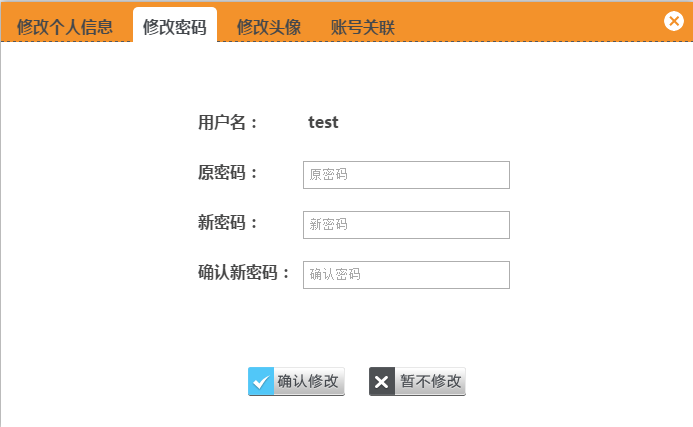 修改个人信息 修改密码 修改头像 账号关联
用户名： test
原密码： 原密码
新密码： 新密码
确认新密码： 确认密码
确认修改 暂不修改